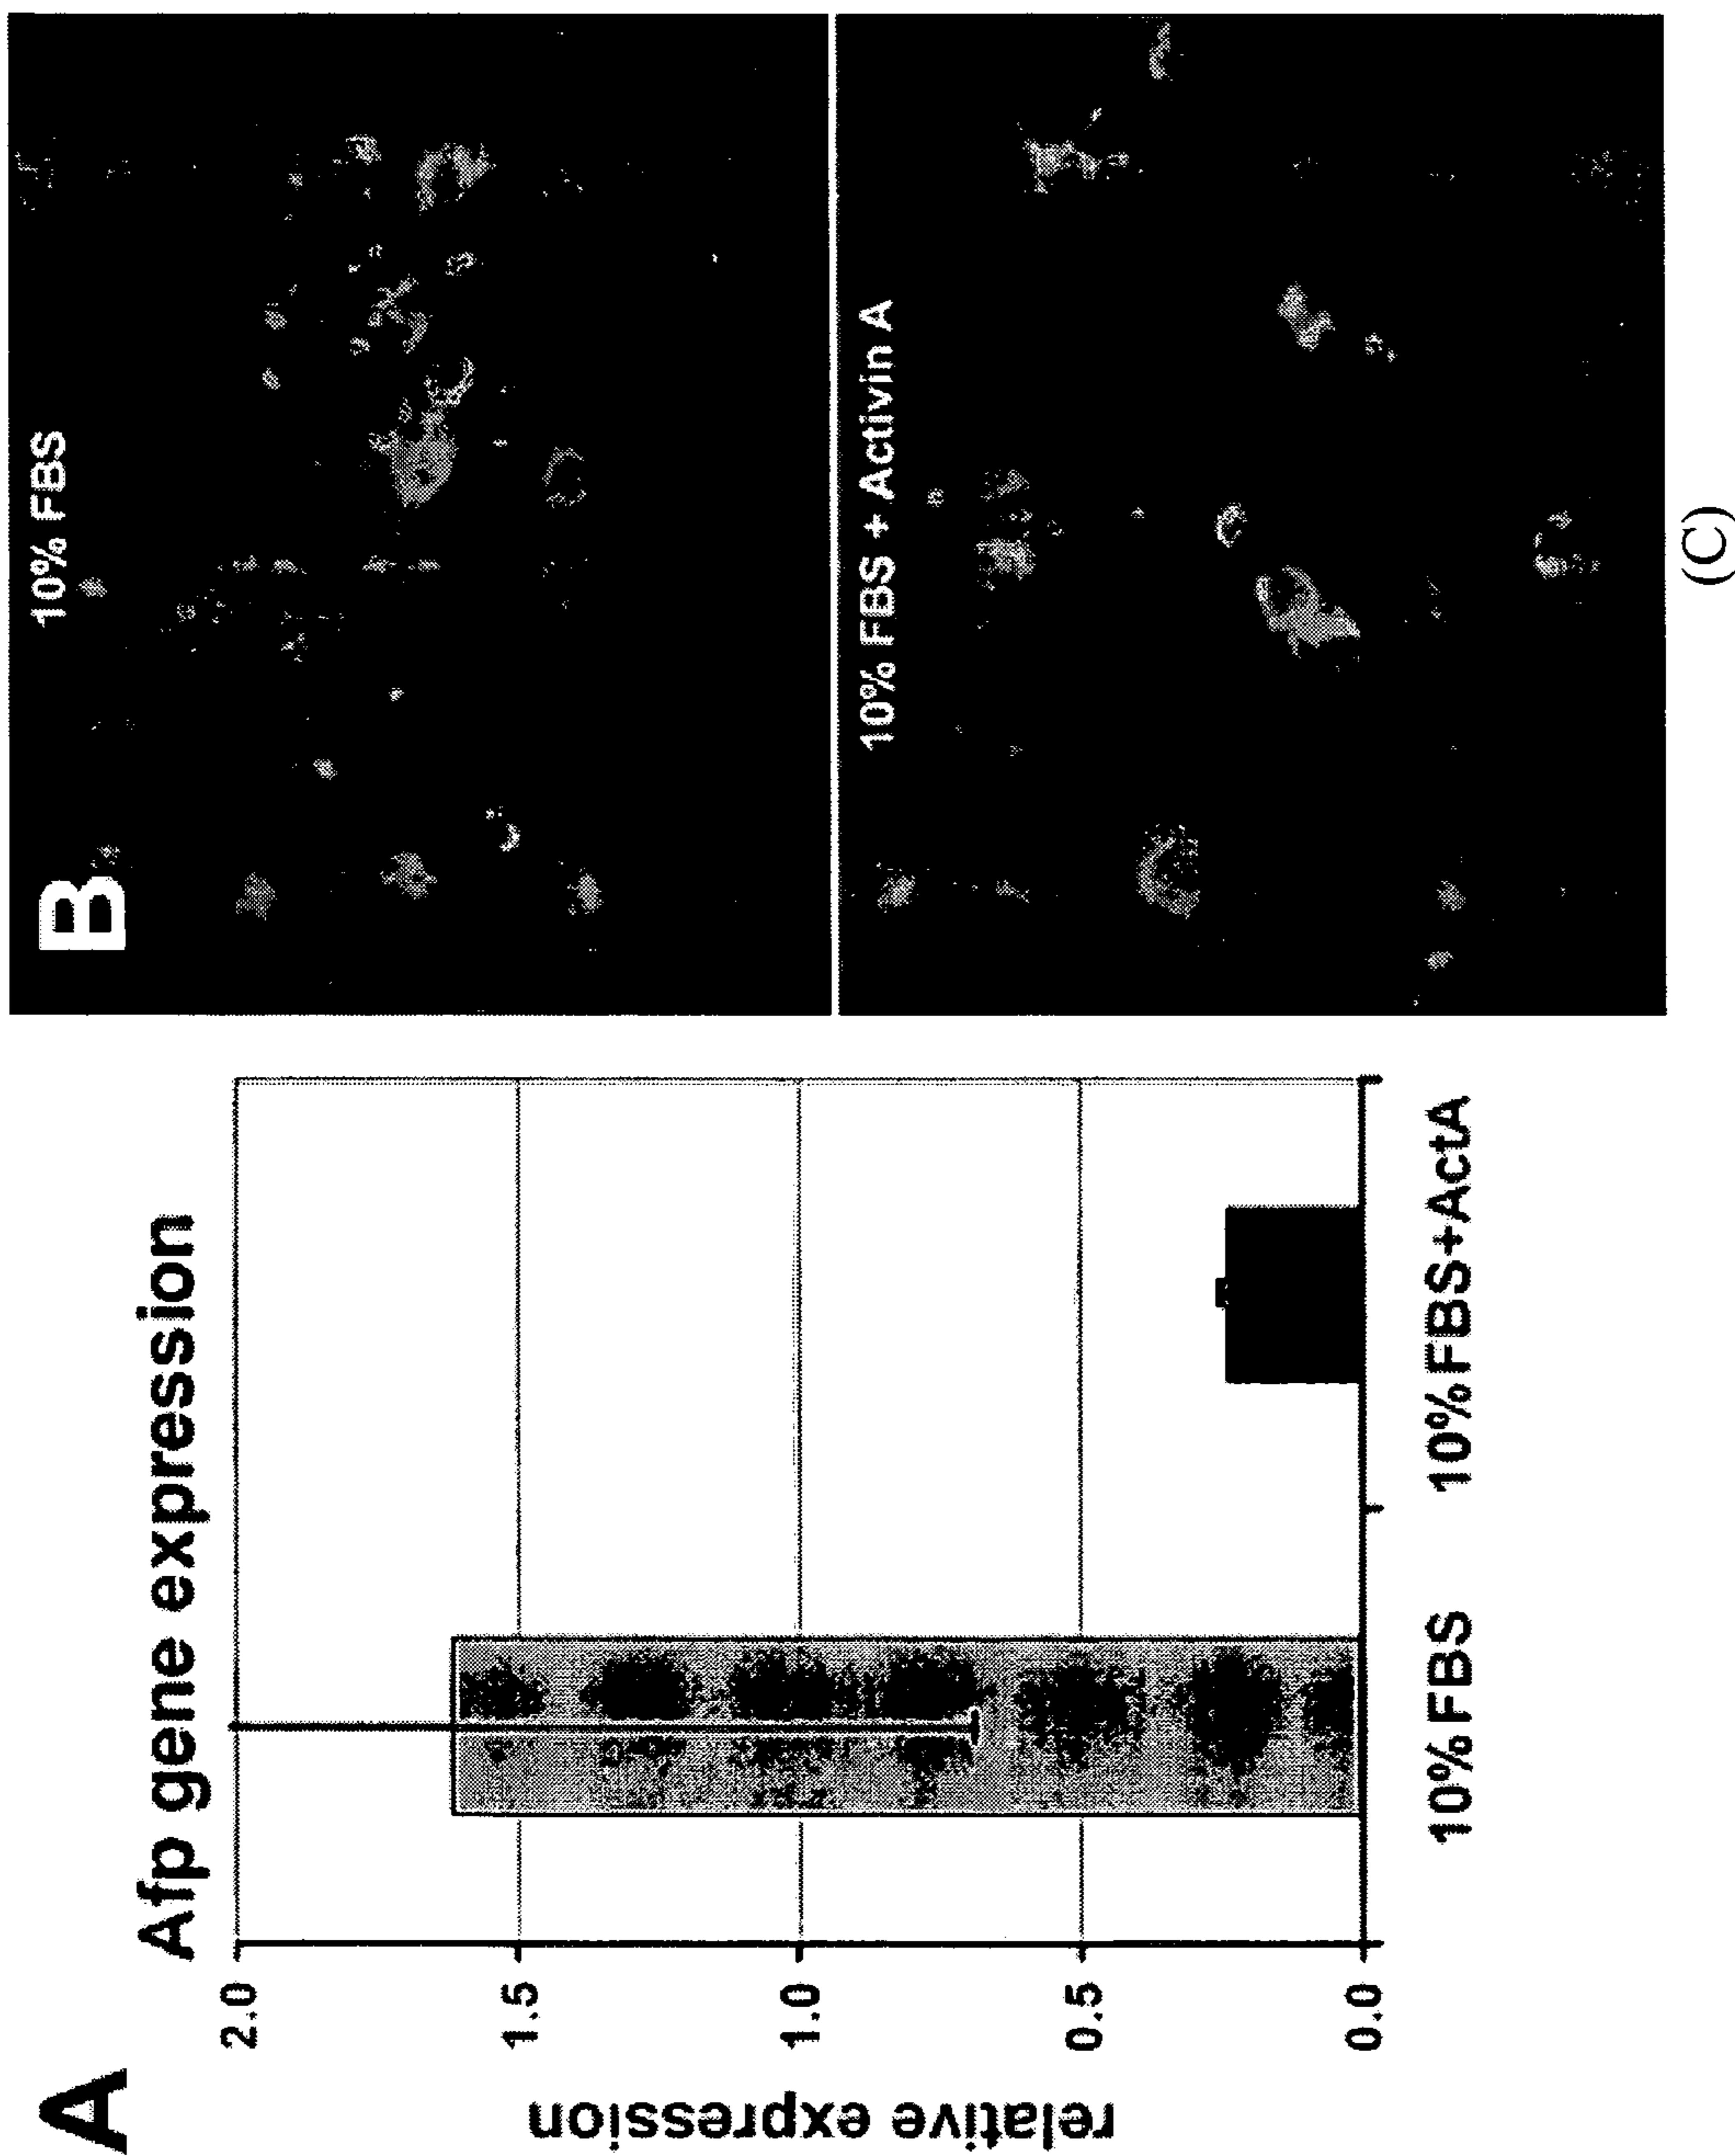 A
Afp gene expression
relative expression
2.0
1.5
1.0
0.5
0.0
10%FBS
10%FBS+ActA
B
10% FBS
10% FBS + Activin A
(C)